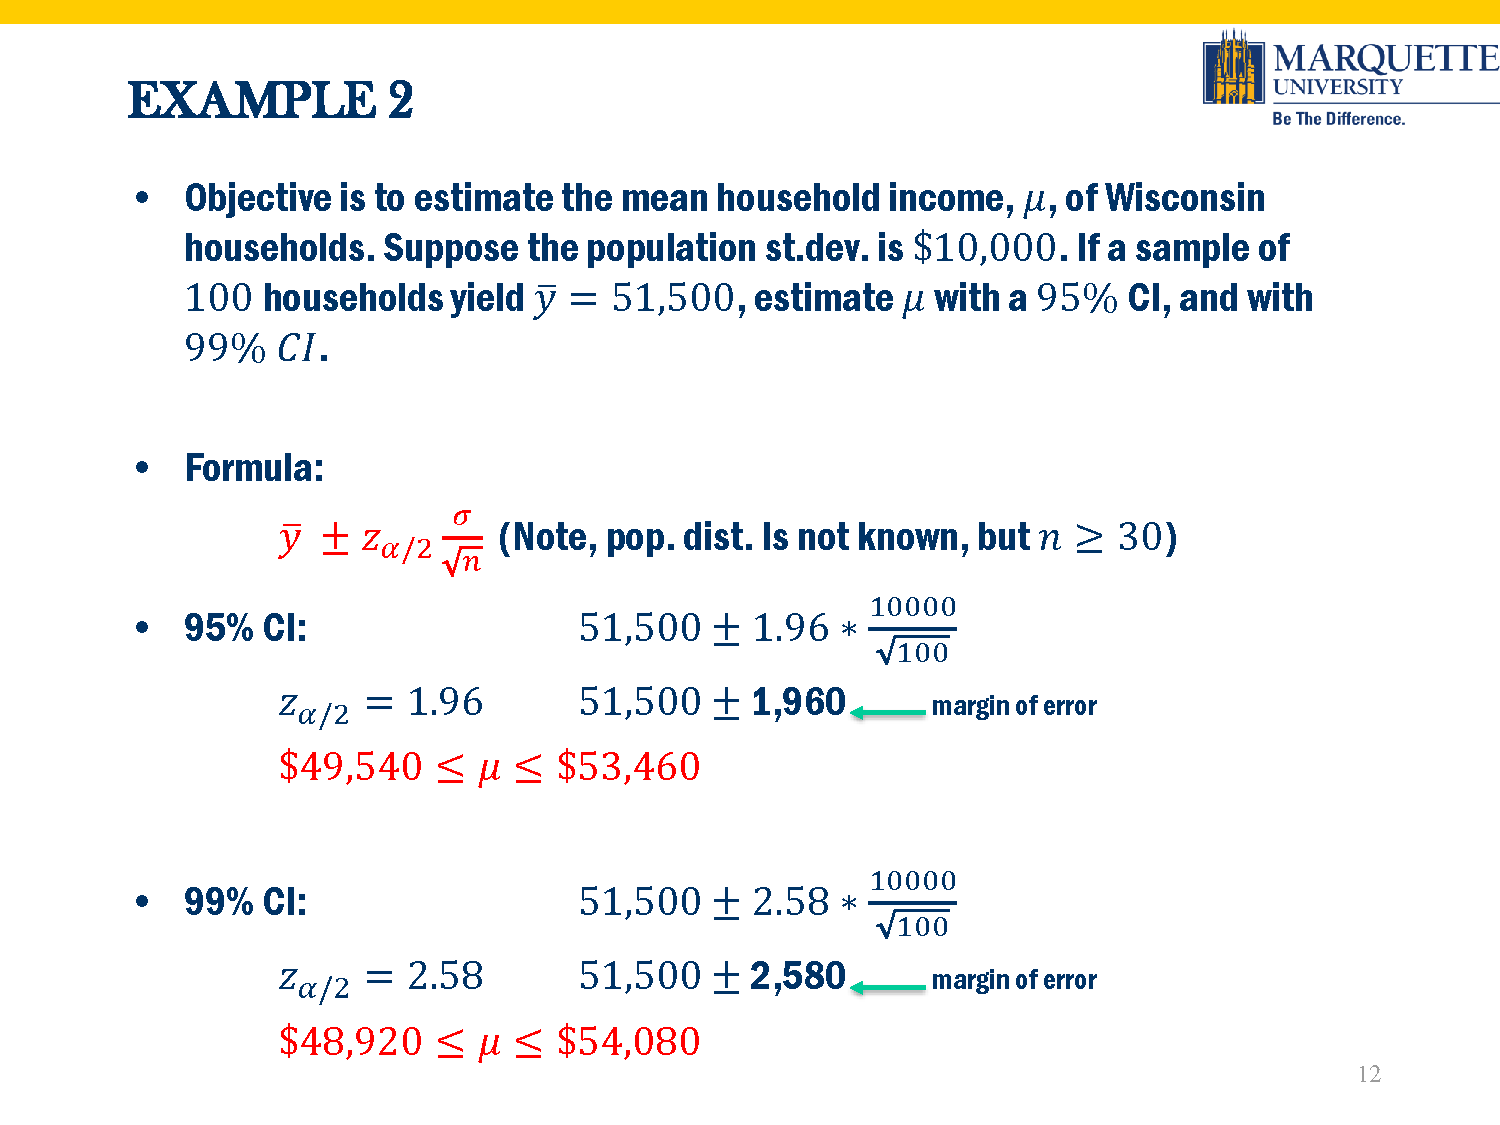 MARQUETTE
UNIVERSITY
Be The Difference.
EXAMPLE 2
• Objective is to estimate the mean household income, 𝜇, of Wisconsin
households. Suppose the population st.dev. is $10,000. If a sample of
100 households yield ȳ = 51,500, estimate 𝜇 with a 95% CI, and with
99% 𝐶𝐼.
• Formula:
ȳ ± 𝑧𝛼/2 𝜎/√𝑛 (Note, pop. dist. Is not known, but 𝑛 ≥ 30)
• 95% CI: 51,500 ± 1.96 ∗ 10000/√100
𝑧𝛼/2 = 1.96 51,500 ± 1,960 margin of error
$49,540 ≤ 𝜇 ≤ $53,460
• 99% CI: 51,500 ± 2.58 ∗ 10000/√100
𝑧𝛼/2 = 2.58 51,500 ± 2,580 margin of error
$48,920 ≤ 𝜇 ≤ $54,080
12